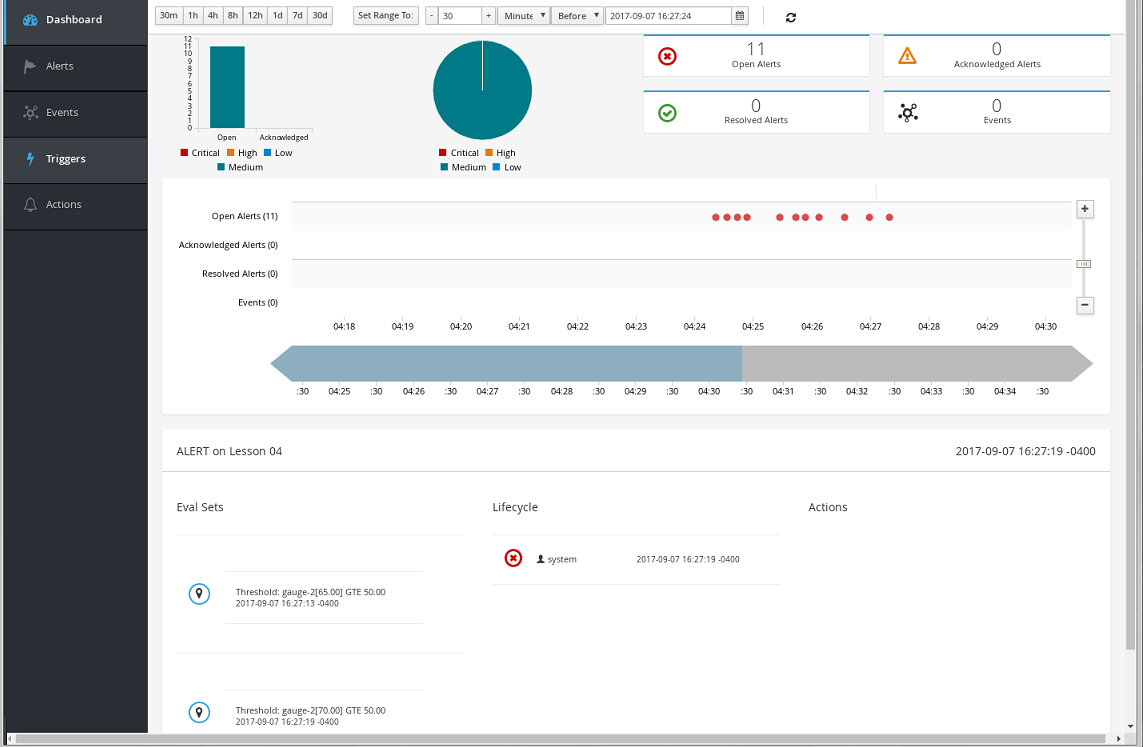 Dashboard
Alerts
Events
Triggers
Actions
30m 1h 4h 8h 12h 1d 7d 30d Set Range To: - 30 + Minute Before 2017-09-07 16:27:24
12
11
10
9
8
7
6
5
4
3
2
1
0
Open Acknowledged
Critical High Low
Medium
Critical High
Medium Low
11
Open Alerts
0
Acknowledged Alerts
0
Resolved Alerts
0
Events
Open Alerts (11)
Acknowledged Alerts (0)
Resolved Alerts (0)
Events (0)
+
−
04:18 04:19 04:20 04:21 04:22 04:23 04:24 04:25 04:26 04:27 04:28 04:29 04:30
:30 04:25 :30 04:26 :30 04:27 :30 04:28 :30 04:29 :30 04:30 :30 04:31 :30 04:32 :30 04:33 :30 04:34 :30
ALERT on Lesson 04 2017-09-07 16:27:19 -0400
Eval Sets
Threshold: gauge-2[65.00] GTE 50.00
2017-09-07 16:27:13 -0400
Threshold: gauge-2[70.00] GTE 50.00
2017-09-07 16:27:19 -0400
Lifecycle
system 2017-09-07 16:27:19 -0400
Actions